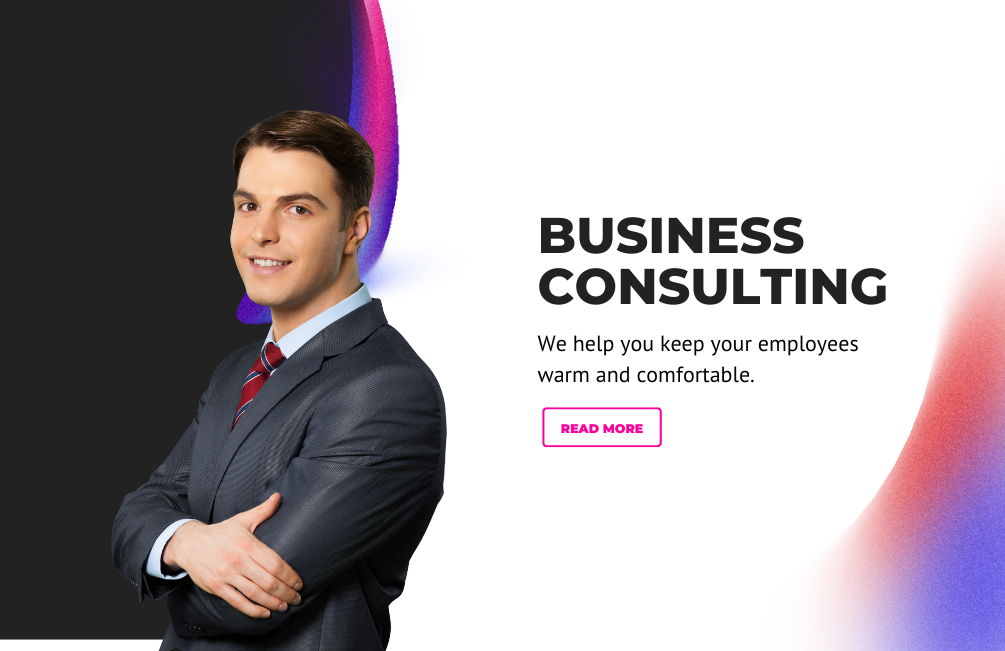 BUSINESS
CONSULTING
We help you keep your employees
warm and comfortable.
READ MORE